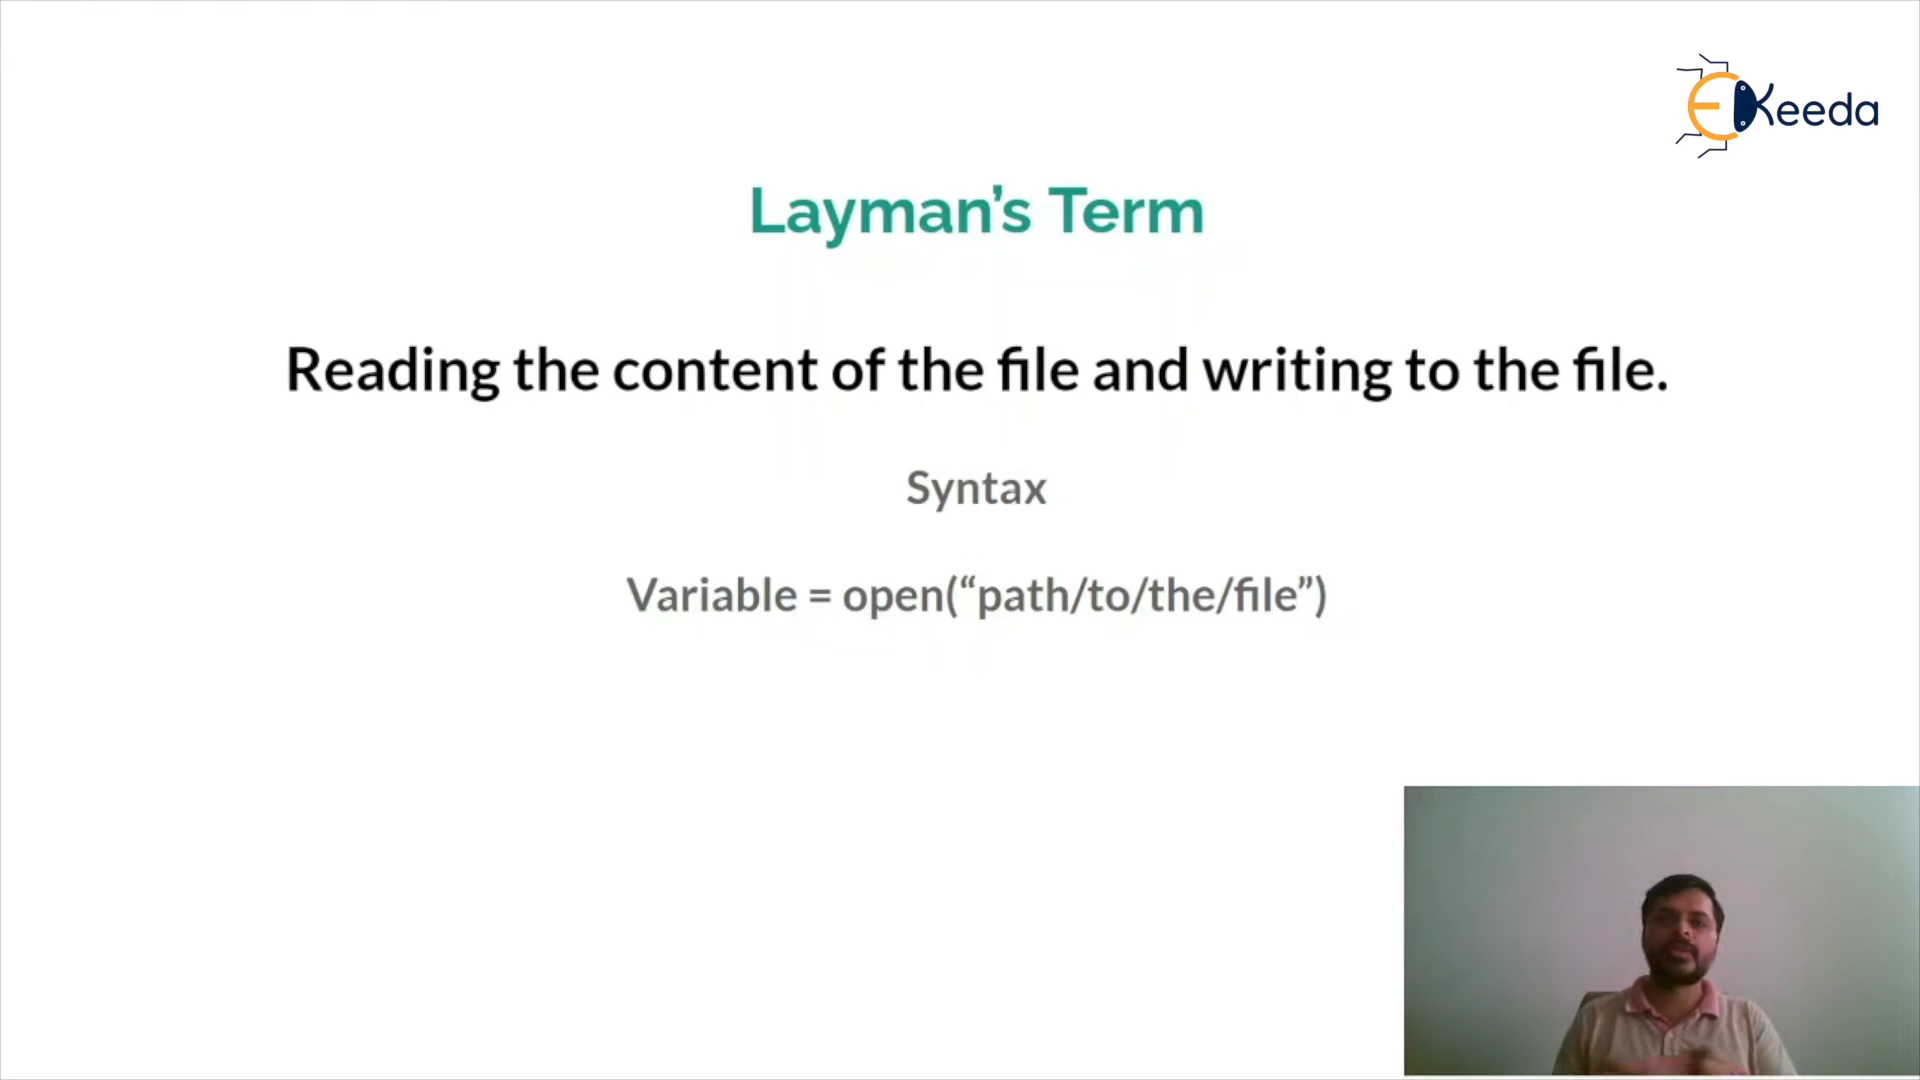 EKeeda
Layman’s Term
Reading the content of the file and writing to the file.
Syntax
Variable = open(“path/to/the/file”)